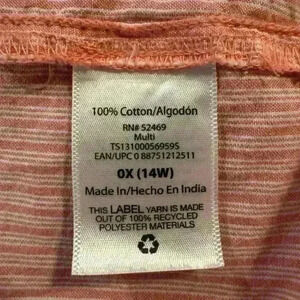 100% Cotton/Algodón
RN# 52469
Multi
TS13100056959S
EAN/UPC 0 88751212511
0X (14W)
Made In/Hecho En India
THIS LABEL YARN IS MADE
OUT OF 100% RECYCLED
POLYESTER MATERIALS